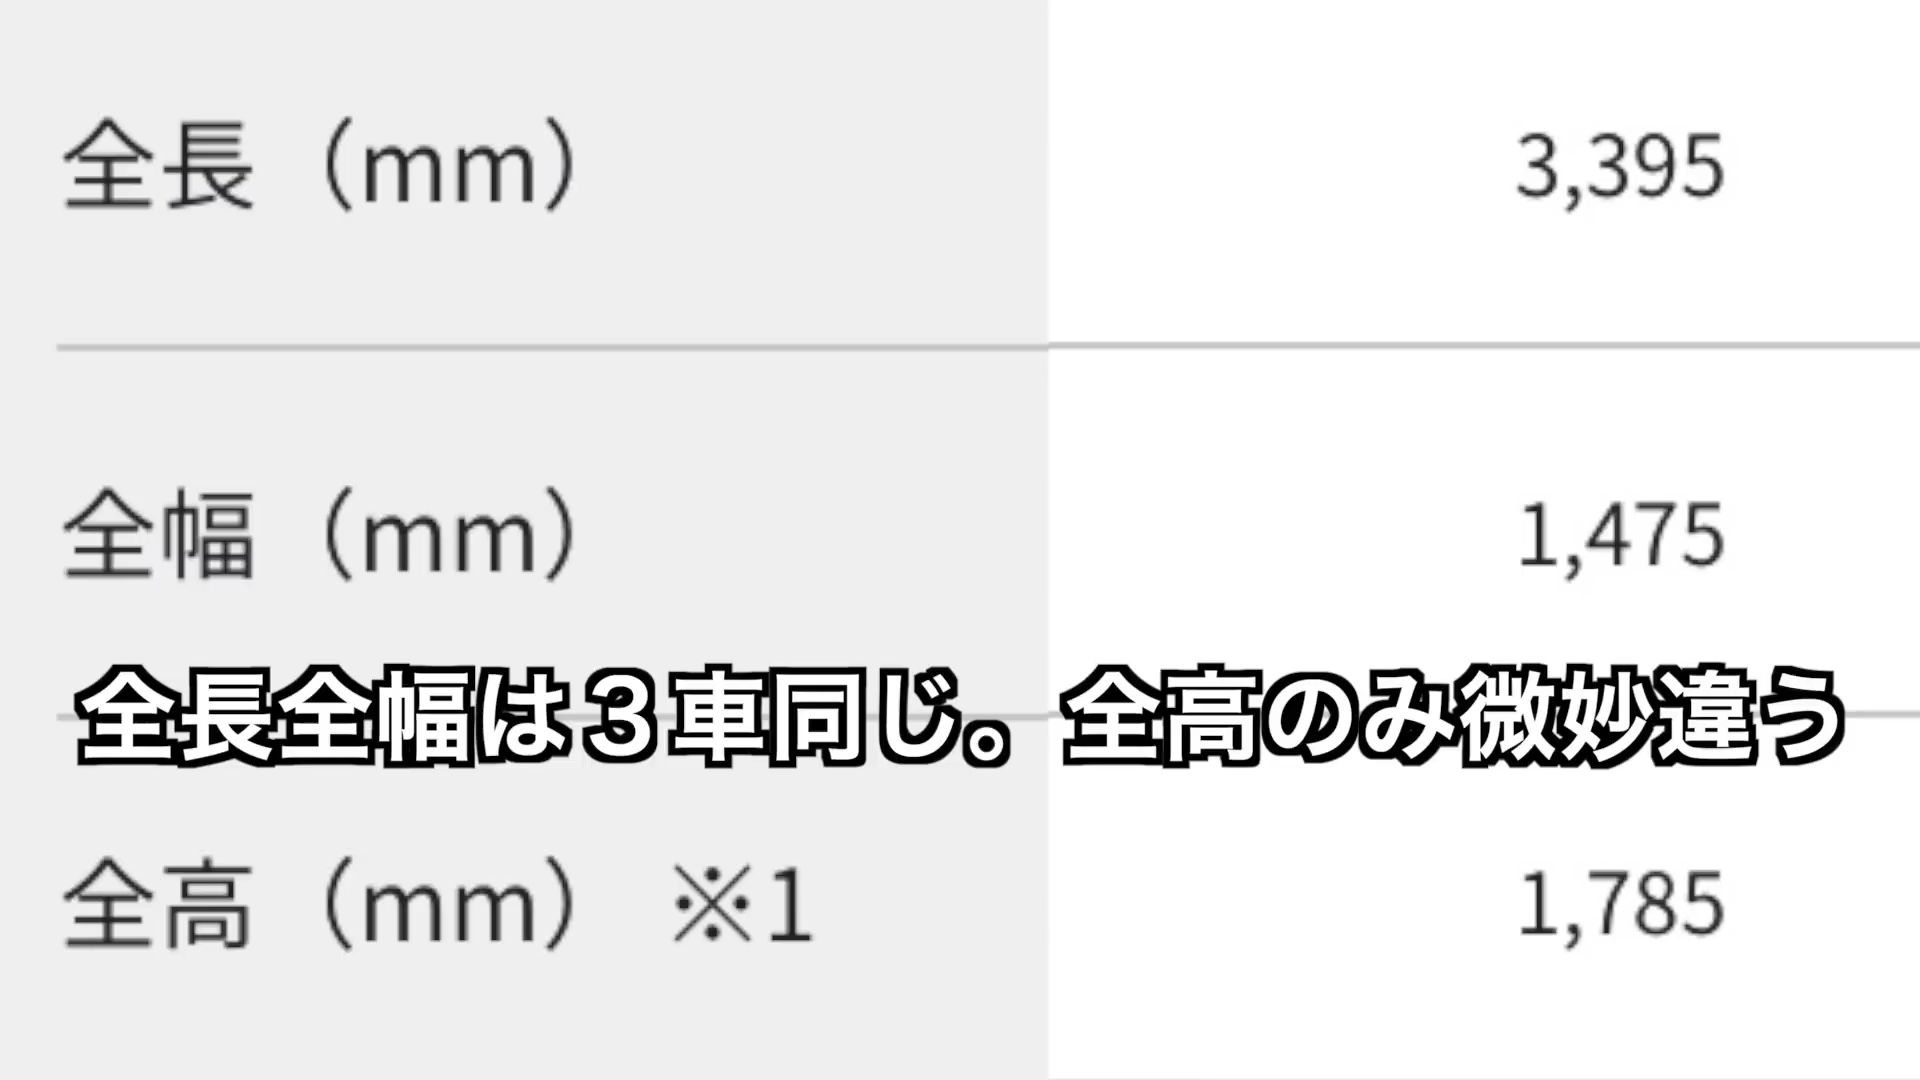 全長（mm） 3,395
全幅（mm） 1,475
全長全幅は３車同じ。全高のみ微妙違う
全高（mm） ※1 1,785